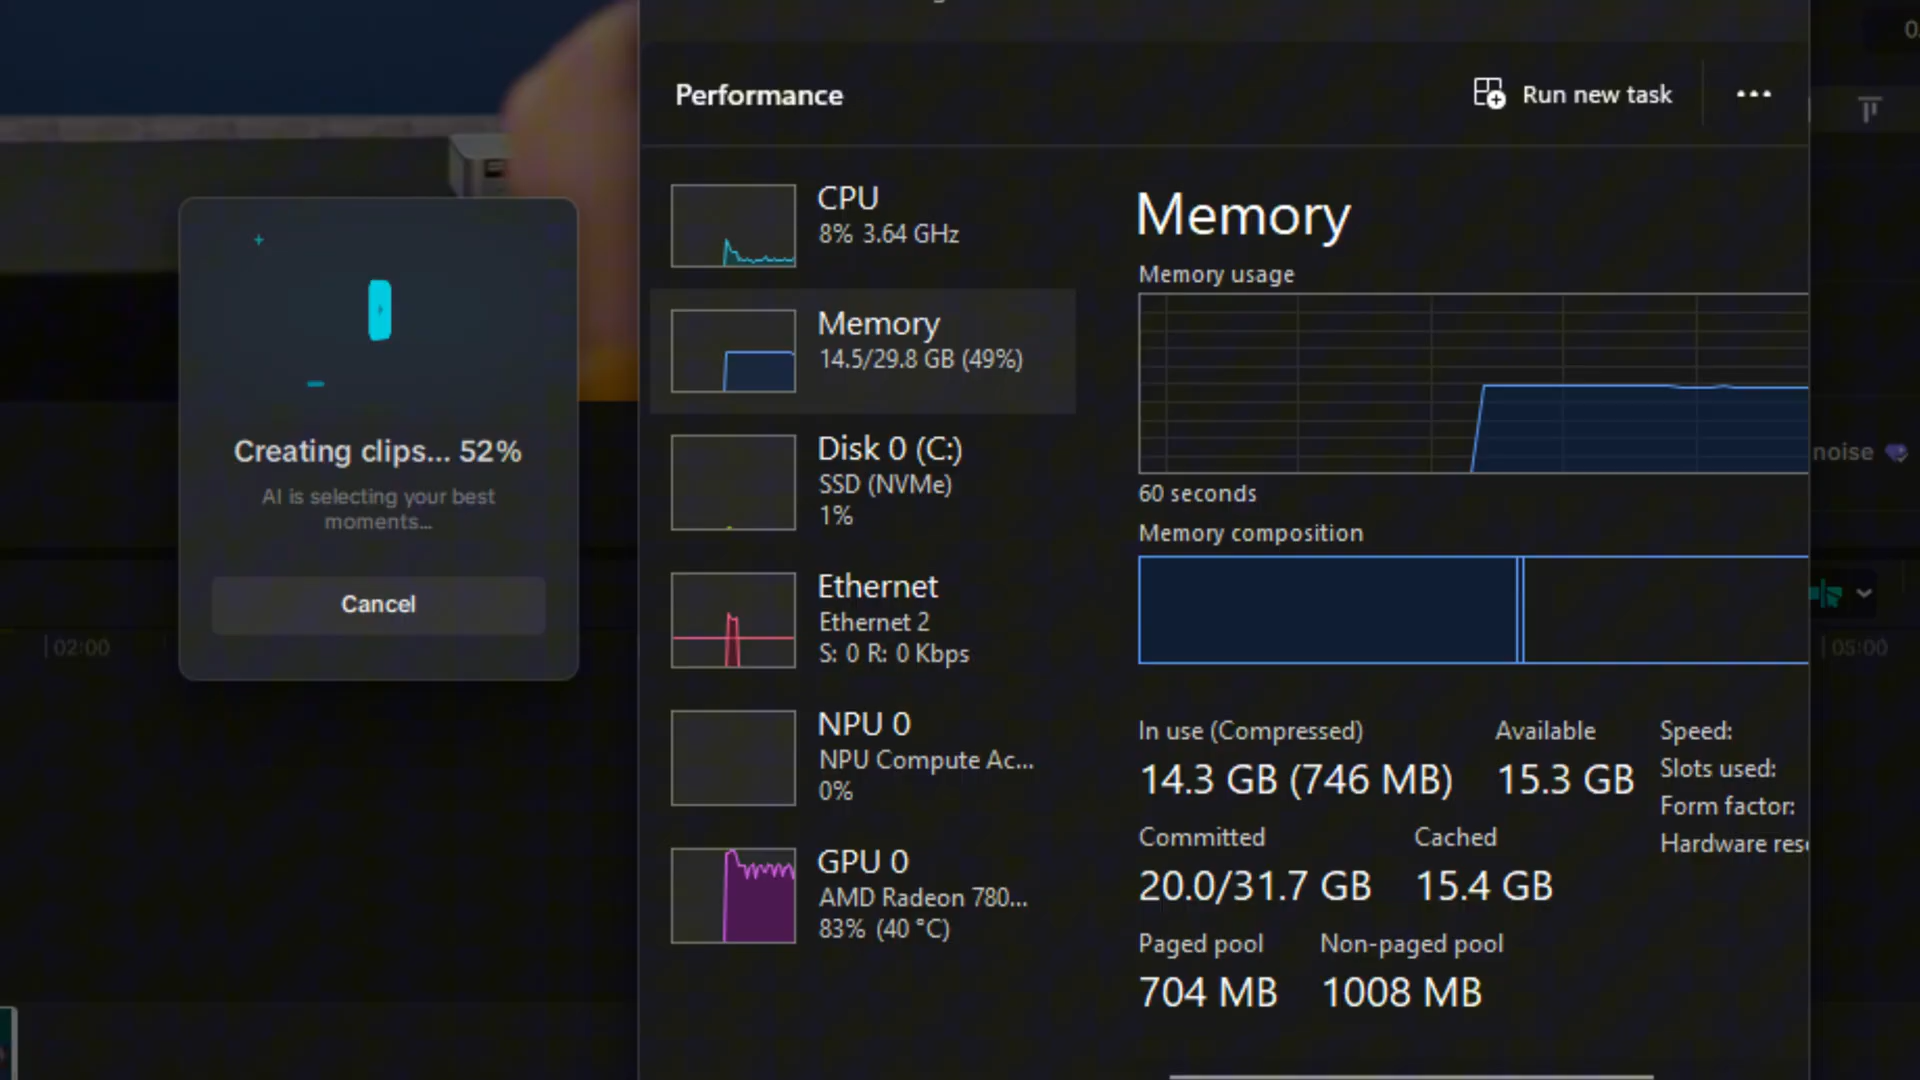 Performance
Run new task
CPU
8% 3.64 GHz
Memory
14.5/29.8 GB (49%)
Disk 0 (C:)
SSD (NVMe)
1%
Ethernet
Ethernet 2
S: 0 R: 0 Kbps
NPU 0
NPU Compute Ac...
0%
GPU 0
AMD Radeon 780...
83% (40 °C)
Memory
Memory usage
60 seconds
Memory composition
In use (Compressed)
14.3 GB (746 MB)
Available
15.3 GB
Committed
20.0/31.7 GB
Cached
15.4 GB
Paged pool
704 MB
Non-paged pool
1008 MB
Speed:
Slots used:
Form factor:
Hardware res
Creating clips... 52%
AI is selecting your best
moments...
Cancel
02:00
noise
05:00